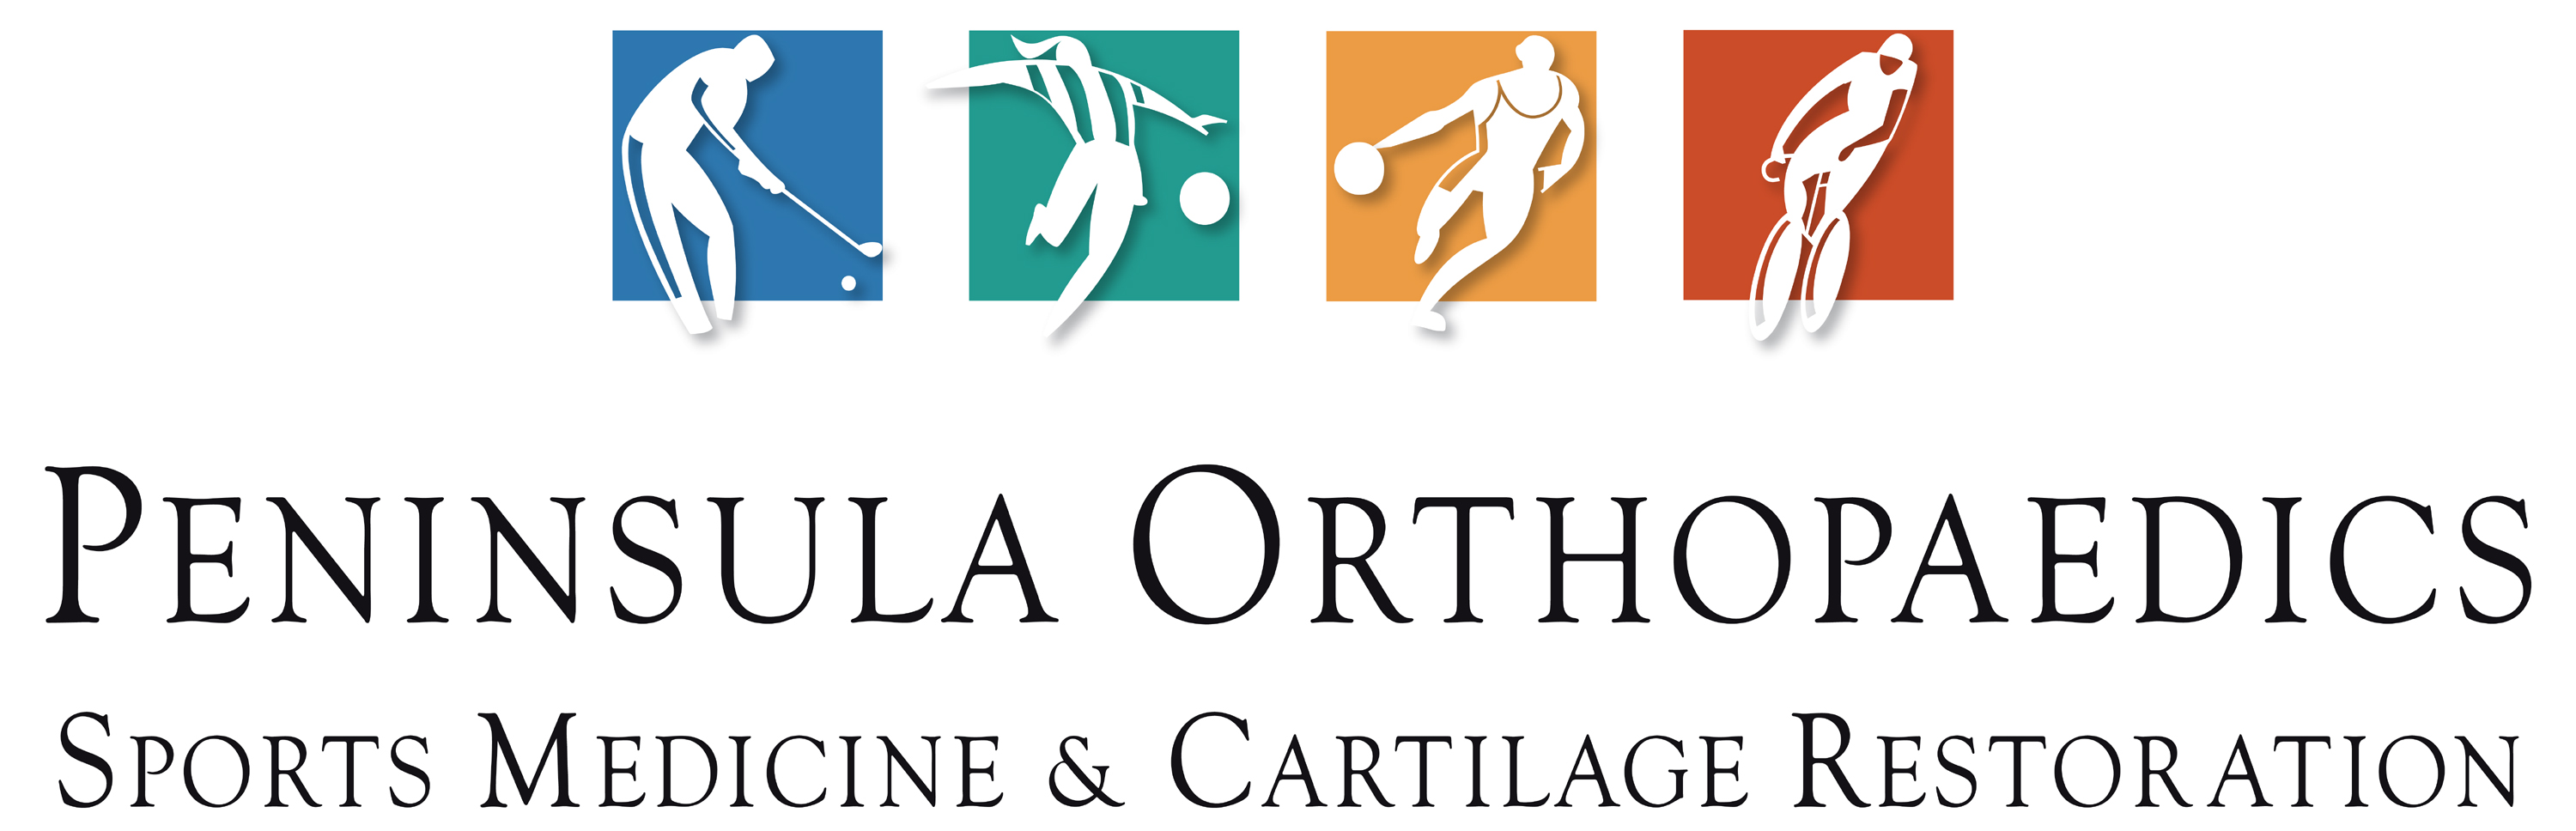 PENINSULA ORTHOPAEDICS
SPORTS MEDICINE & CARTILAGE RESTORATION